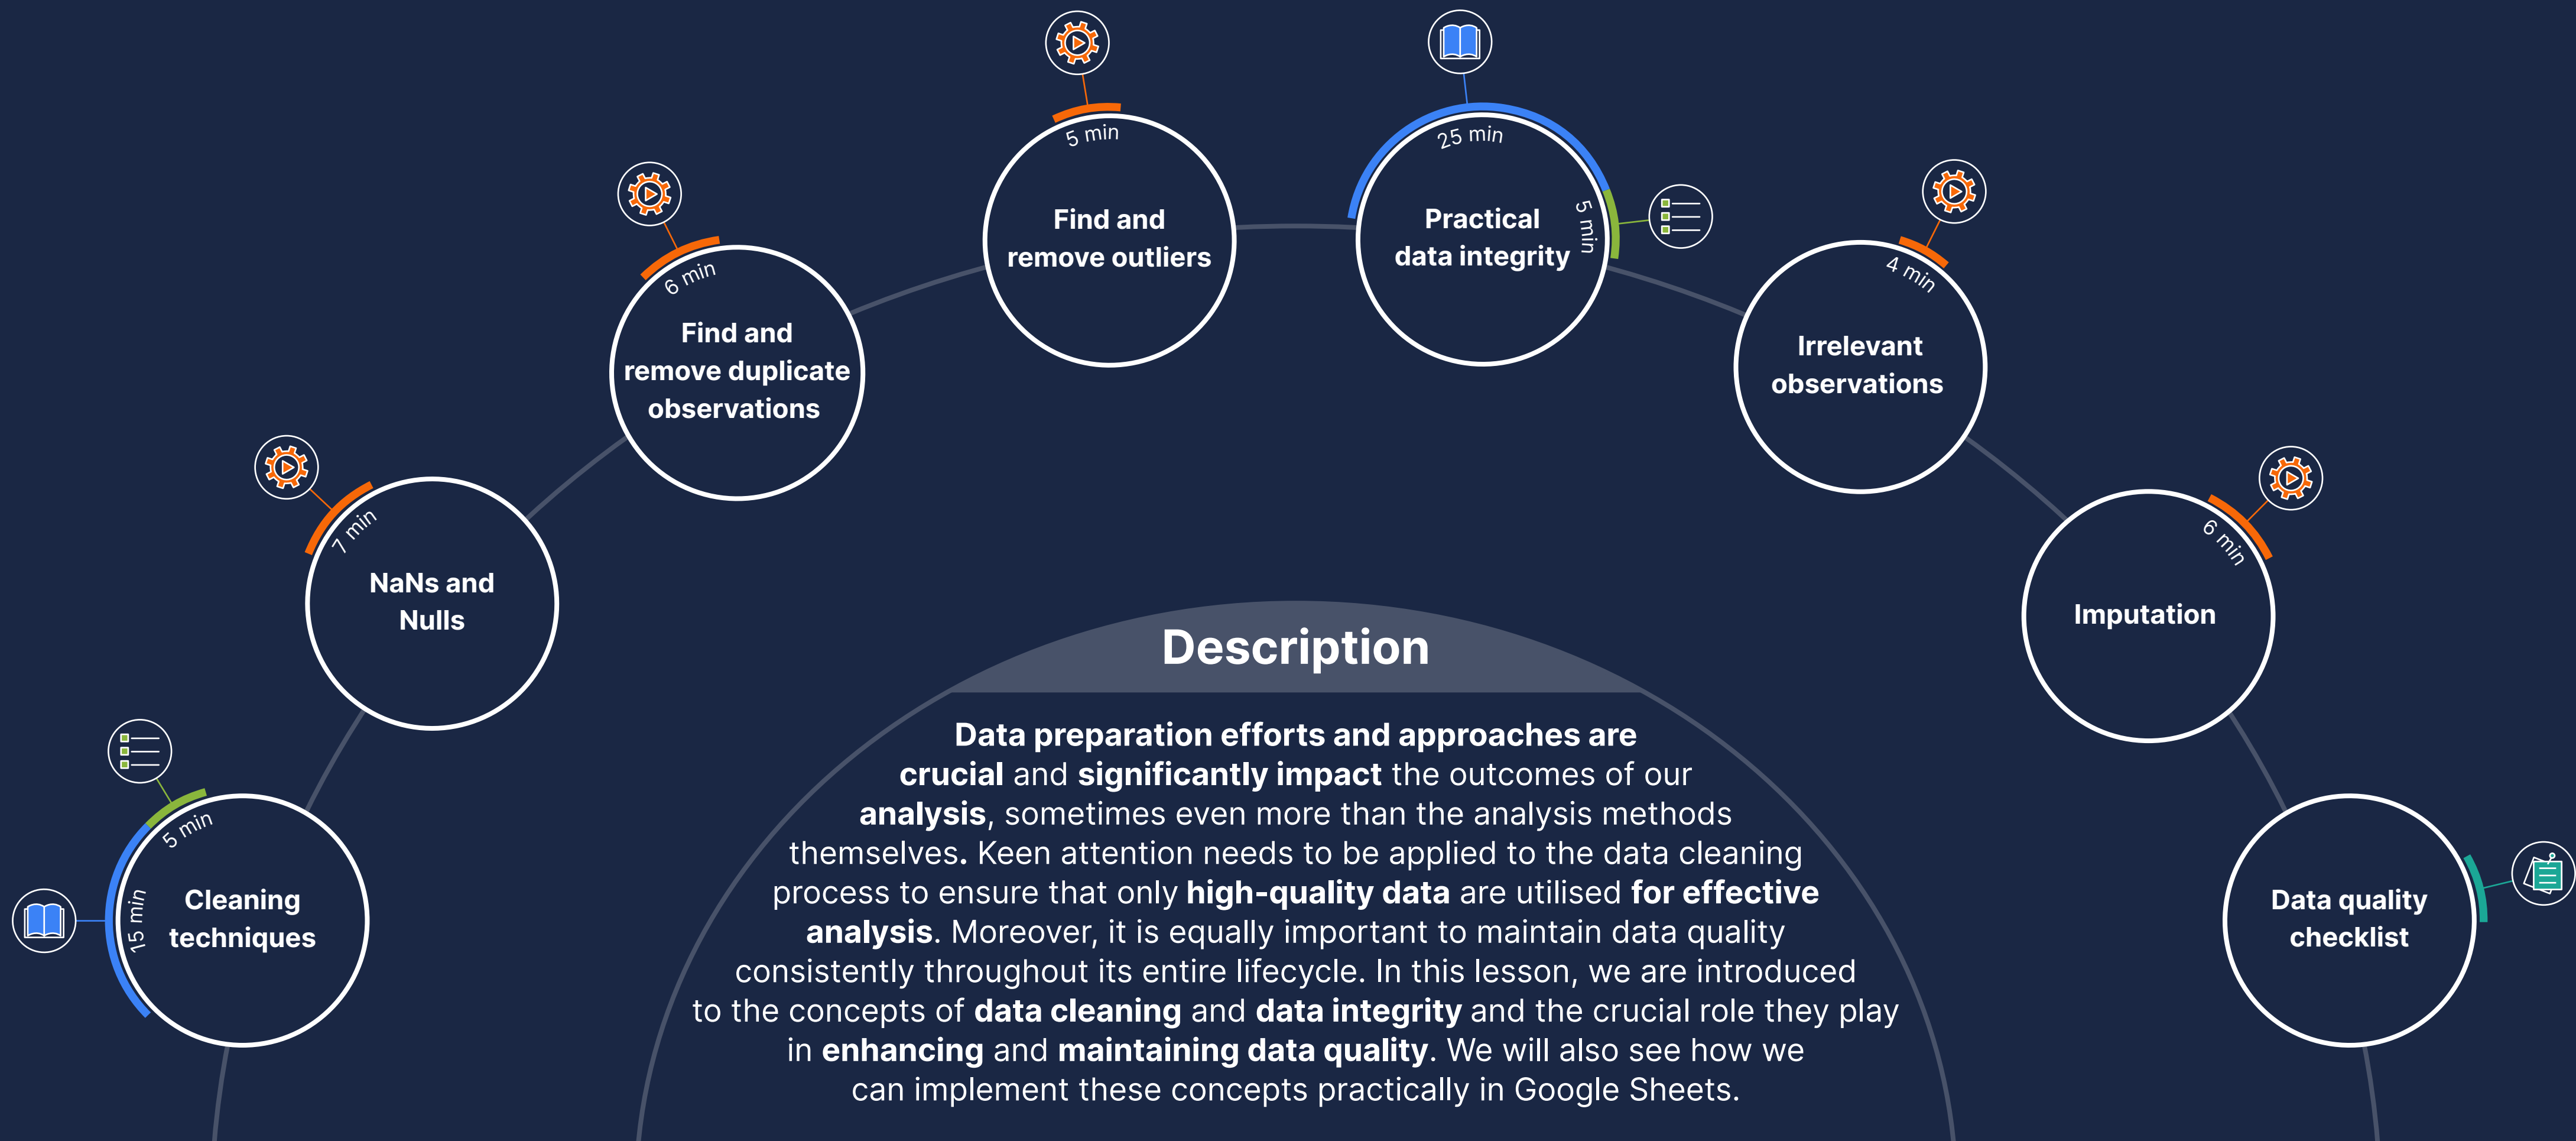 5 min
25 min
5 min
Find and
remove outliers
Practical
data integrity
6 min
Find and
remove duplicate
observations
4 min
Irrelevant
observations
7 min
NaNs and
Nulls
6 min
Imputation
5 min
15 min
Cleaning
techniques
Data quality
checklist
Description
Data preparation efforts and approaches are
crucial and significantly impact the outcomes of our
analysis, sometimes even more than the analysis methods
themselves. Keen attention needs to be applied to the data cleaning
process to ensure that only high-quality data are utilised for effective
analysis. Moreover, it is equally important to maintain data quality
consistently throughout its entire lifecycle. In this lesson, we are introduced
to the concepts of data cleaning and data integrity and the crucial role they play
in enhancing and maintaining data quality. We will also see how we
can implement these concepts practically in Google Sheets.